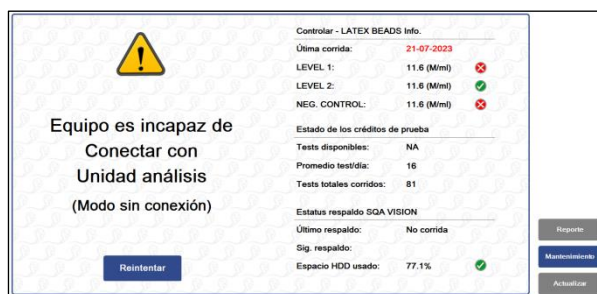 Controlar - LATEX BEADS Info.
Útima corrida: 21-07-2023
LEVEL 1: 11.6 (M/ml)
LEVEL 2: 11.6 (M/ml)
NEG. CONTROL: 11.6 (M/ml)
Equipo es incapaz de
Conectar con
Unidad análisis
(Modo sin conexión)
Reintentar
Estado de los créditos de prueba
Tests disponibles: NA
Promedio test/día: 16
Tests totales corridos: 81
Estatus respaldo SQA VISION
Último respaldo: No corrida
Sig. respaldo:
Espacio HDD usado: 77.1%
Reporte
Mantenimiento
Actualizar